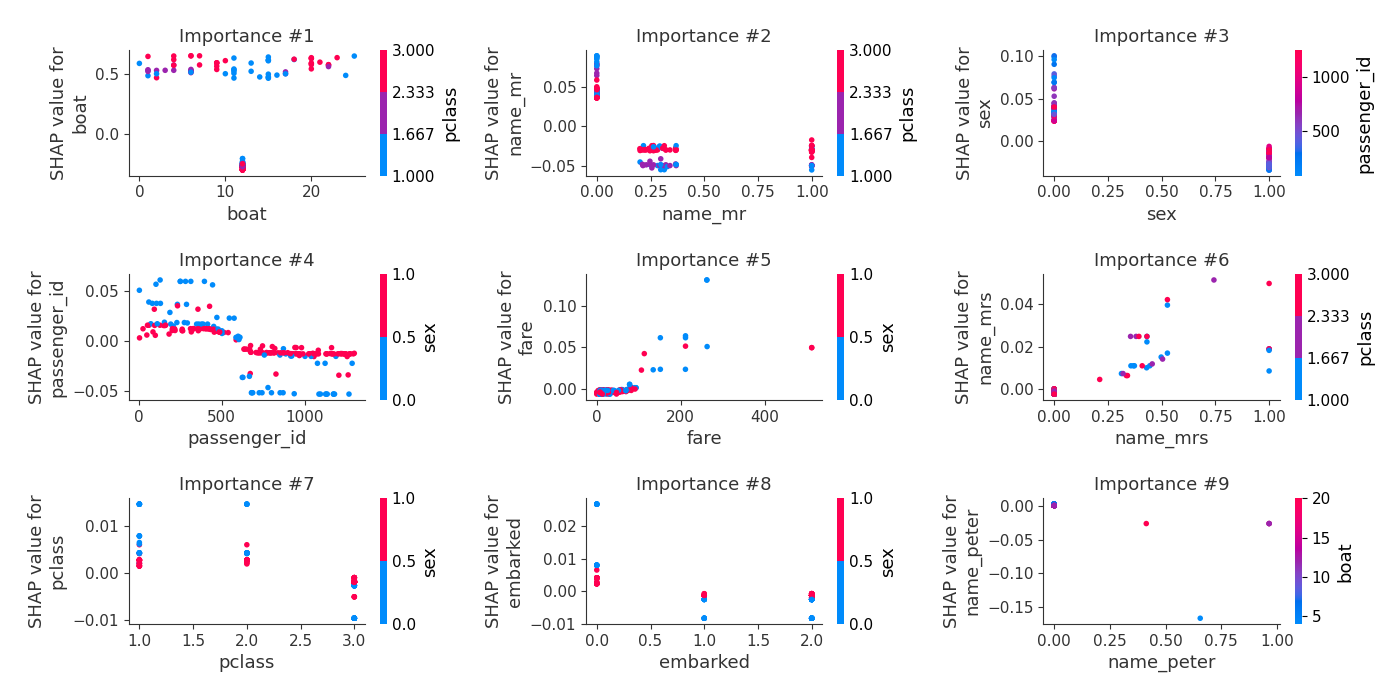 Importance #1
SHAP value for
boat
0.5
0.0
0
10
20
boat
3.000
2.333
1.667
1.000
pclass
Importance #2
SHAP value for
name_mr
0.05
0.00
−0.05
0.00
0.25
0.50
0.75
1.00
name_mr
3.000
2.333
1.667
1.000
pclass
Importance #3
SHAP value for
sex
0.10
0.05
0.00
0.00
0.25
0.50
0.75
1.00
sex
1000
500
passenger_id
Importance #4
SHAP value for
passenger_id
0.05
0.00
−0.05
0
500
1000
passenger_id
1.0
0.5
0.0
sex
Importance #5
SHAP value for
fare
0.10
0.05
0.00
0
200
400
fare
1.0
0.5
0.0
sex
Importance #6
SHAP value for
name_mrs
0.04
0.02
0.00
0.00
0.25
0.50
0.75
1.00
name_mrs
3.000
2.333
1.667
1.000
pclass
Importance #7
SHAP value for
pclass
0.01
0.00
−0.01
1.0
1.5
2.0
2.5
3.0
pclass
1.0
0.5
0.0
sex
Importance #8
SHAP value for
embarked
0.02
0.01
0.00
−0.01
0.0
0.5
1.0
1.5
2.0
embarked
1.0
0.5
0.0
sex
Importance #9
SHAP value for
name_peter
0.00
−0.05
−0.10
−0.15
0.00
0.25
0.50
0.75
1.00
name_peter
20
15
10
5
boat